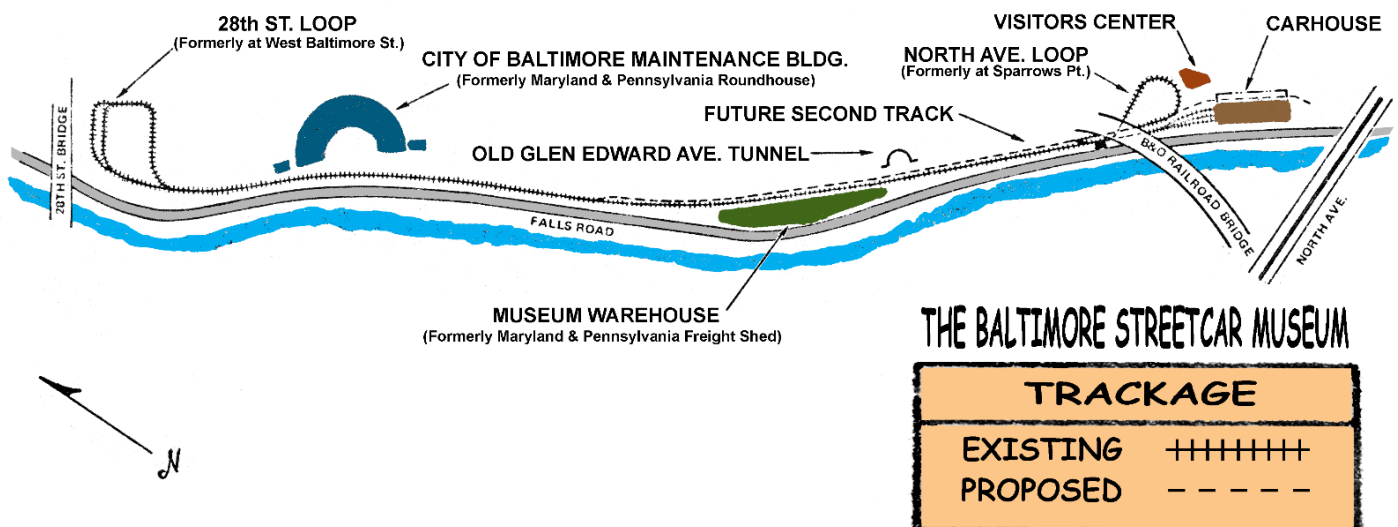 28th ST. LOOP
(Formerly at West Baltimore St.)
CITY OF BALTIMORE MAINTENANCE BLDG.
(Formerly Maryland & Pennsylvania Roundhouse)
VISITORS CENTER
CARHOUSE
NORTH AVE. LOOP
(Formerly at Sparrows Pt.)
FUTURE SECOND TRACK
OLD GLEN EDWARD AVE. TUNNEL
28TH ST. BRIDGE
FALLS ROAD
B&O RAILROAD BRIDGE
NORTH AVE.
MUSEUM WAREHOUSE
(Formerly Maryland & Pennsylvania Freight Shed)
N
THE BALTIMORE STREETCAR MUSEUM
TRACKAGE
EXISTING
PROPOSED